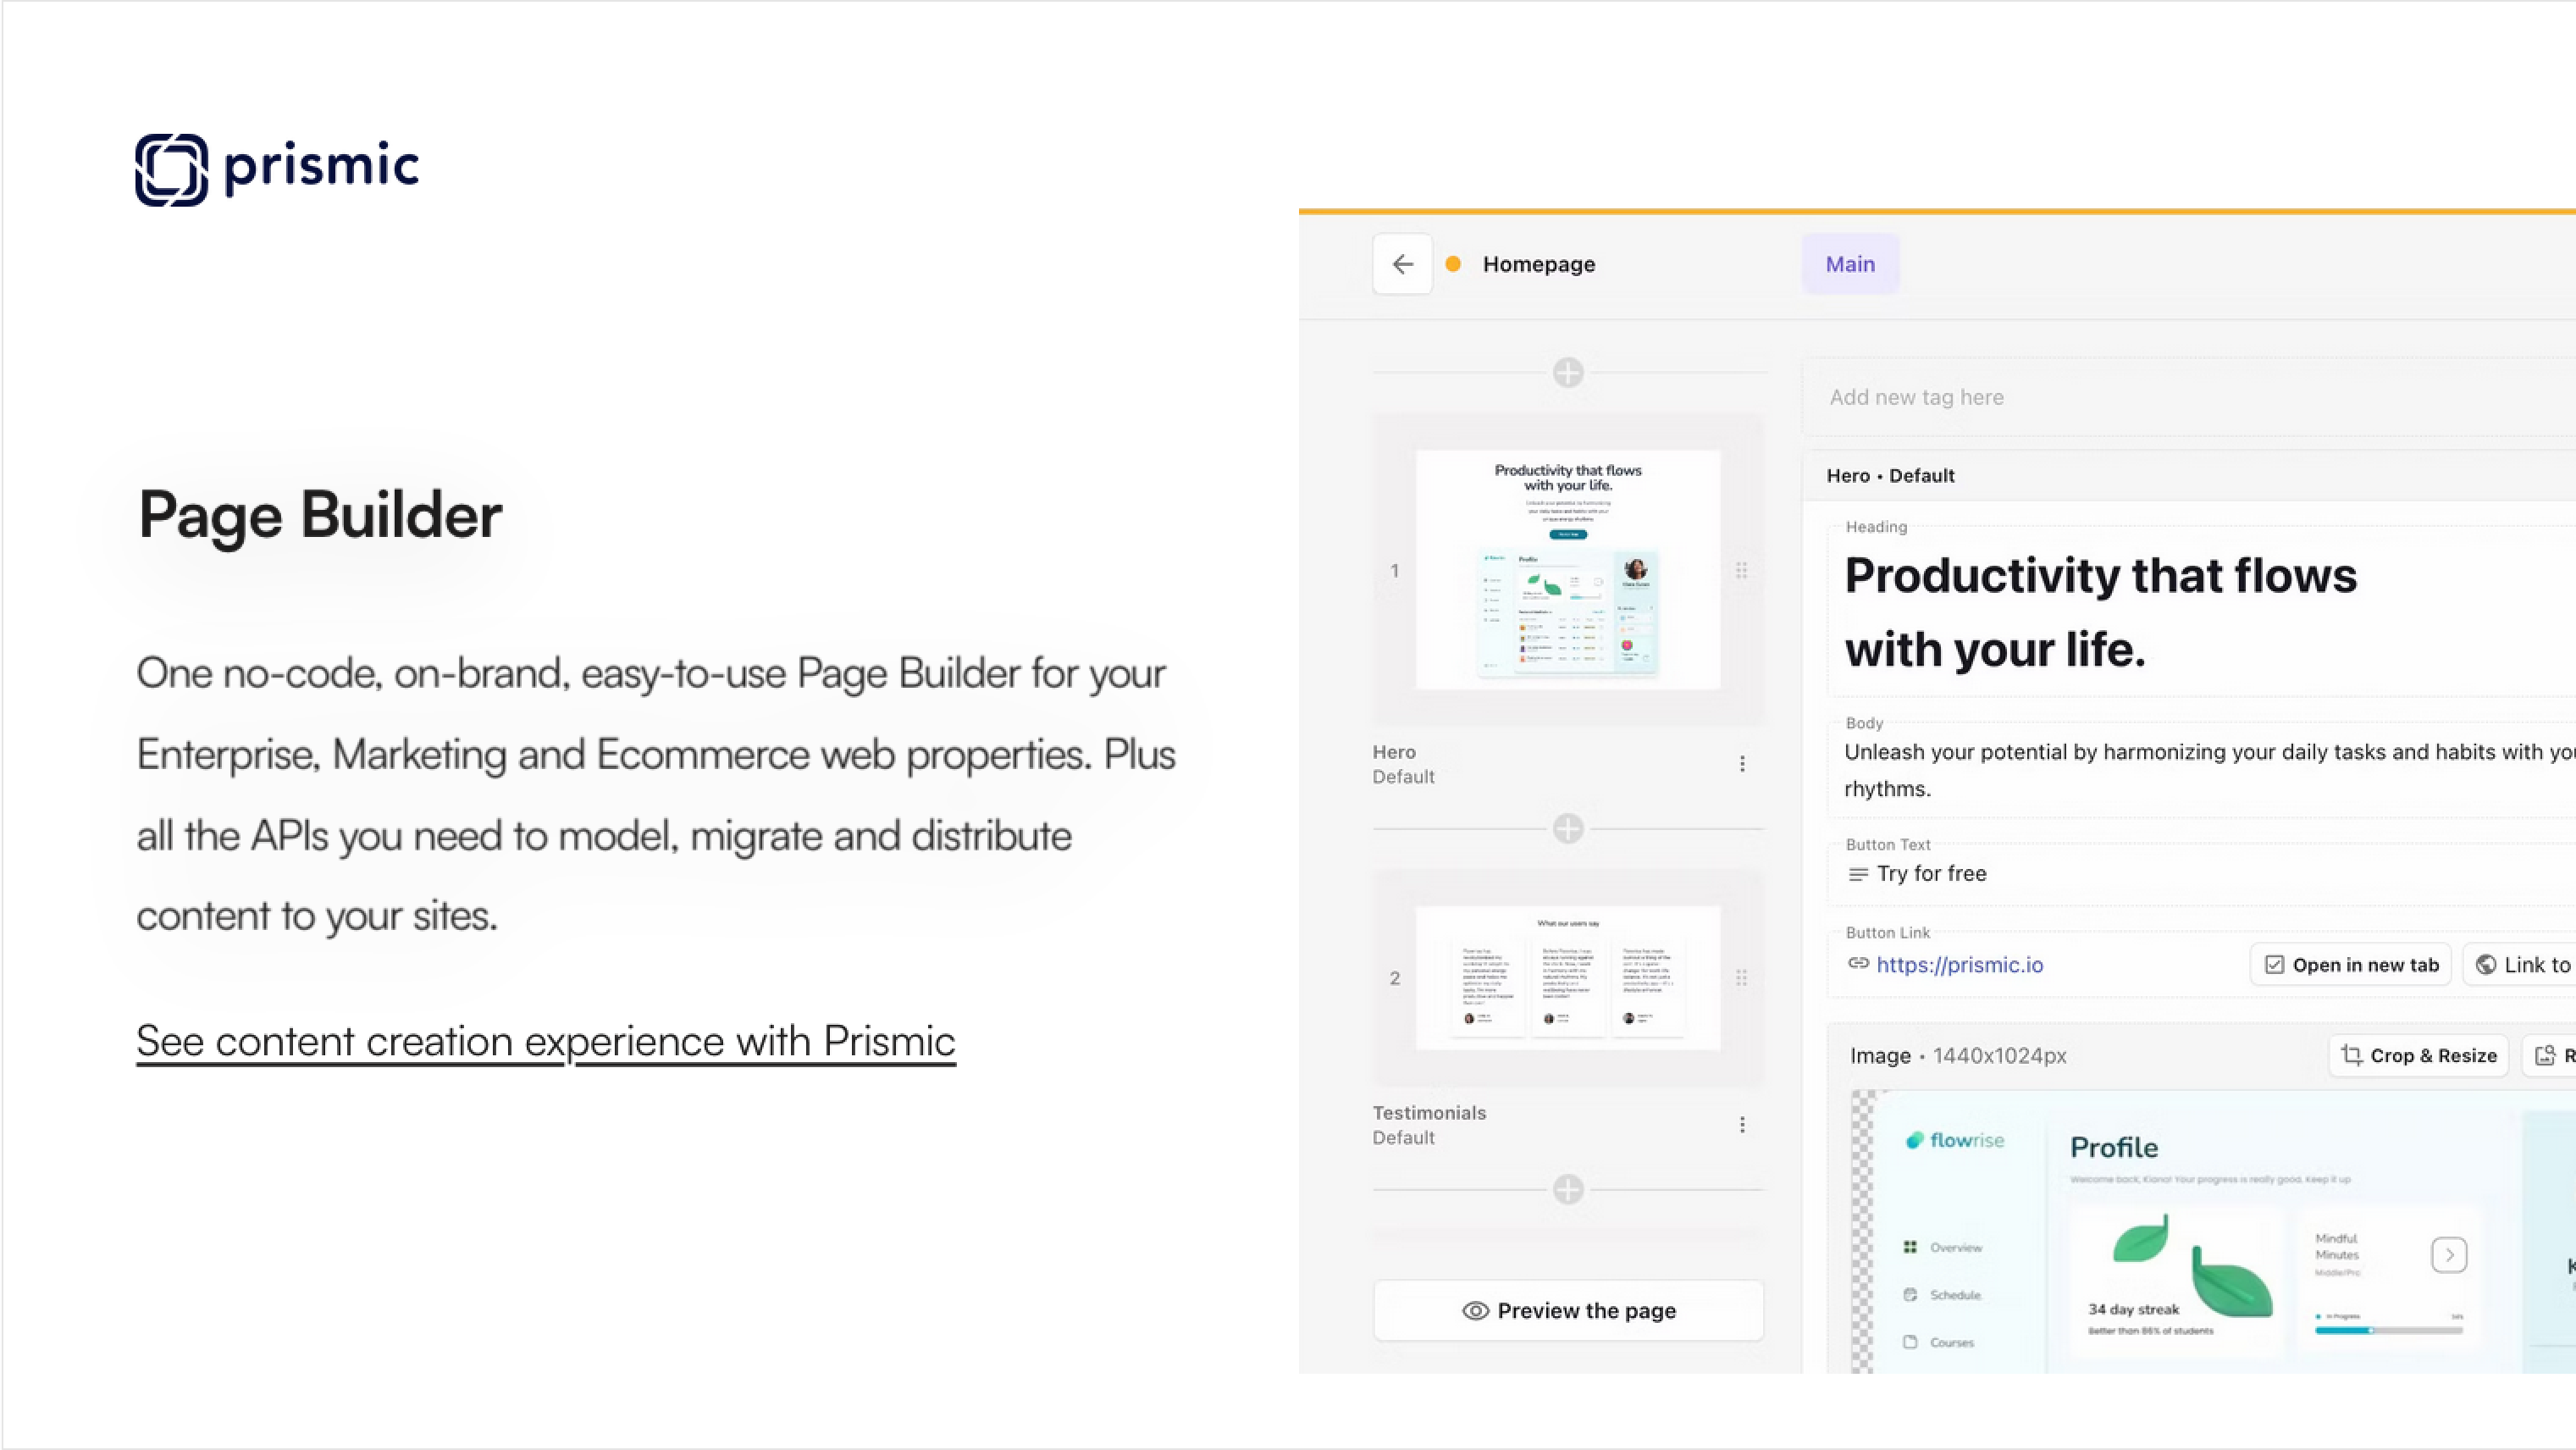 prismic
Page Builder
One no-code, on-brand, easy-to-use Page Builder for your
Enterprise, Marketing and Ecommerce web properties. Plus
all the APIs you need to model, migrate and distribute
content to your sites.
See content creation experience with Prismic
Homepage
Main
1
Productivity that flows
with your life.
Profile
Hero
Default
2
What our users say
Testimonials
Default
Preview the page
Add new tag here
Hero • Default
Heading
Productivity that flows
with your life.
Body
Unleash your potential by harmonizing your daily tasks and habits with you
rhythms.
Button Text
Try for free
Button Link
https://prismic.io
Open in new tab
Link to
Image • 1440x1024px
Crop & Resize
R
flowrise
Profile
Welcome back, Kiana! Your progress is really good. Keep it up
Overview
Schedule
Courses
34 day streak
Better than 86% of students
Mindful
Minutes
Middle/Pro
In Progress
K